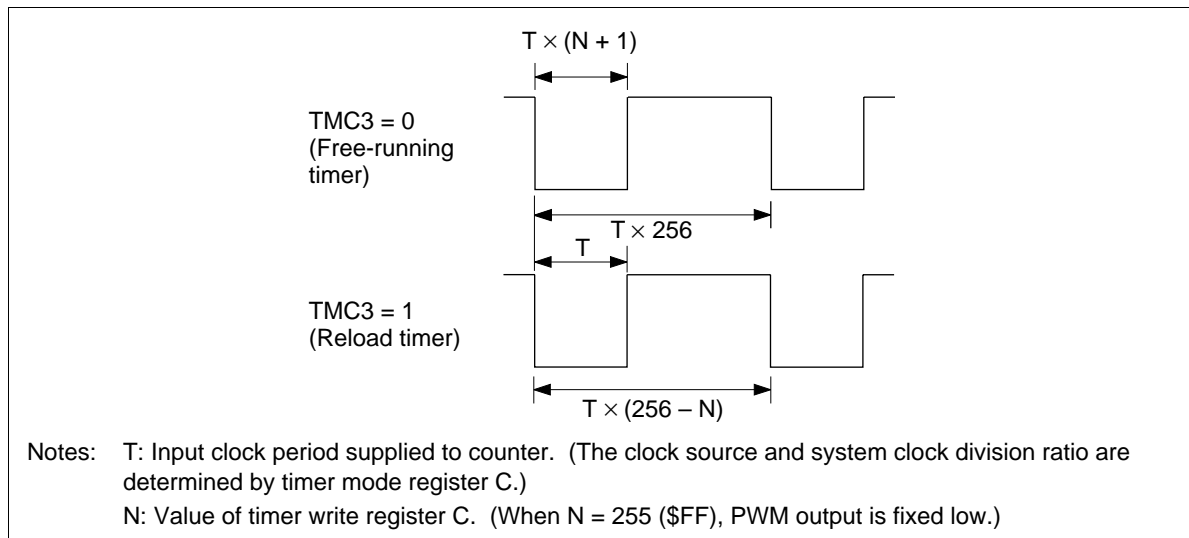 T × (N + 1)
TMC3 = 0
(Free-running
timer)
T × 256
T
TMC3 = 1
(Reload timer)
T × (256 – N)
Notes: T: Input clock period supplied to counter. (The clock source and system clock division ratio are
determined by timer mode register C.)
N: Value of timer write register C. (When N = 255 ($FF), PWM output is fixed low.)